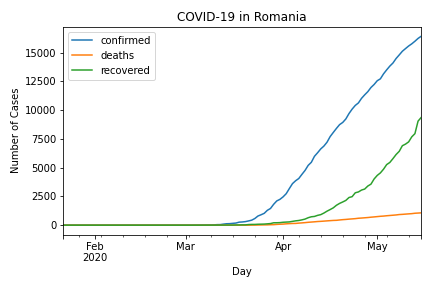 COVID-19 in Romania
confirmed
deaths
recovered
Number of Cases
15000
12500
10000
7500
5000
2500
0
Feb
2020
Mar
Apr
May
Day